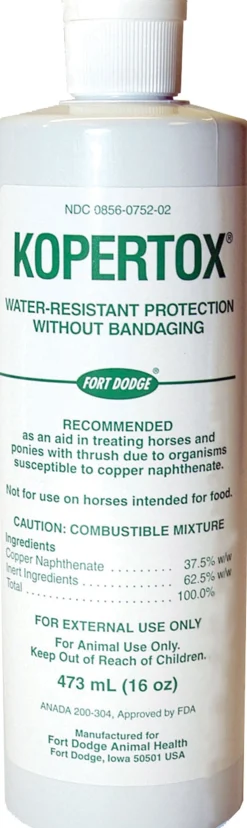 NDC 0856-0752-02
KOPERTOX®
WATER-RESISTANT PROTECTION
WITHOUT BANDAGING
FORT DODGE®
RECOMMENDED
as an aid in treating horses and
ponies with thrush due to organisms
susceptible to copper naphthenate.
Not for use on horses intended for food.
CAUTION: COMBUSTIBLE MIXTURE
Ingredients
Copper Naphthenate ......... 37.5% w/w
Inert Ingredients ............. 62.5% w/w
Total ...................... 100.0%
FOR EXTERNAL USE ONLY
For Animal Use Only.
Keep Out of Reach of Children.
473 mL (16 oz)
ANADA 200-304, Approved by FDA
Manufactured for
Fort Dodge Animal Health
Fort Dodge, Iowa 50501 USA